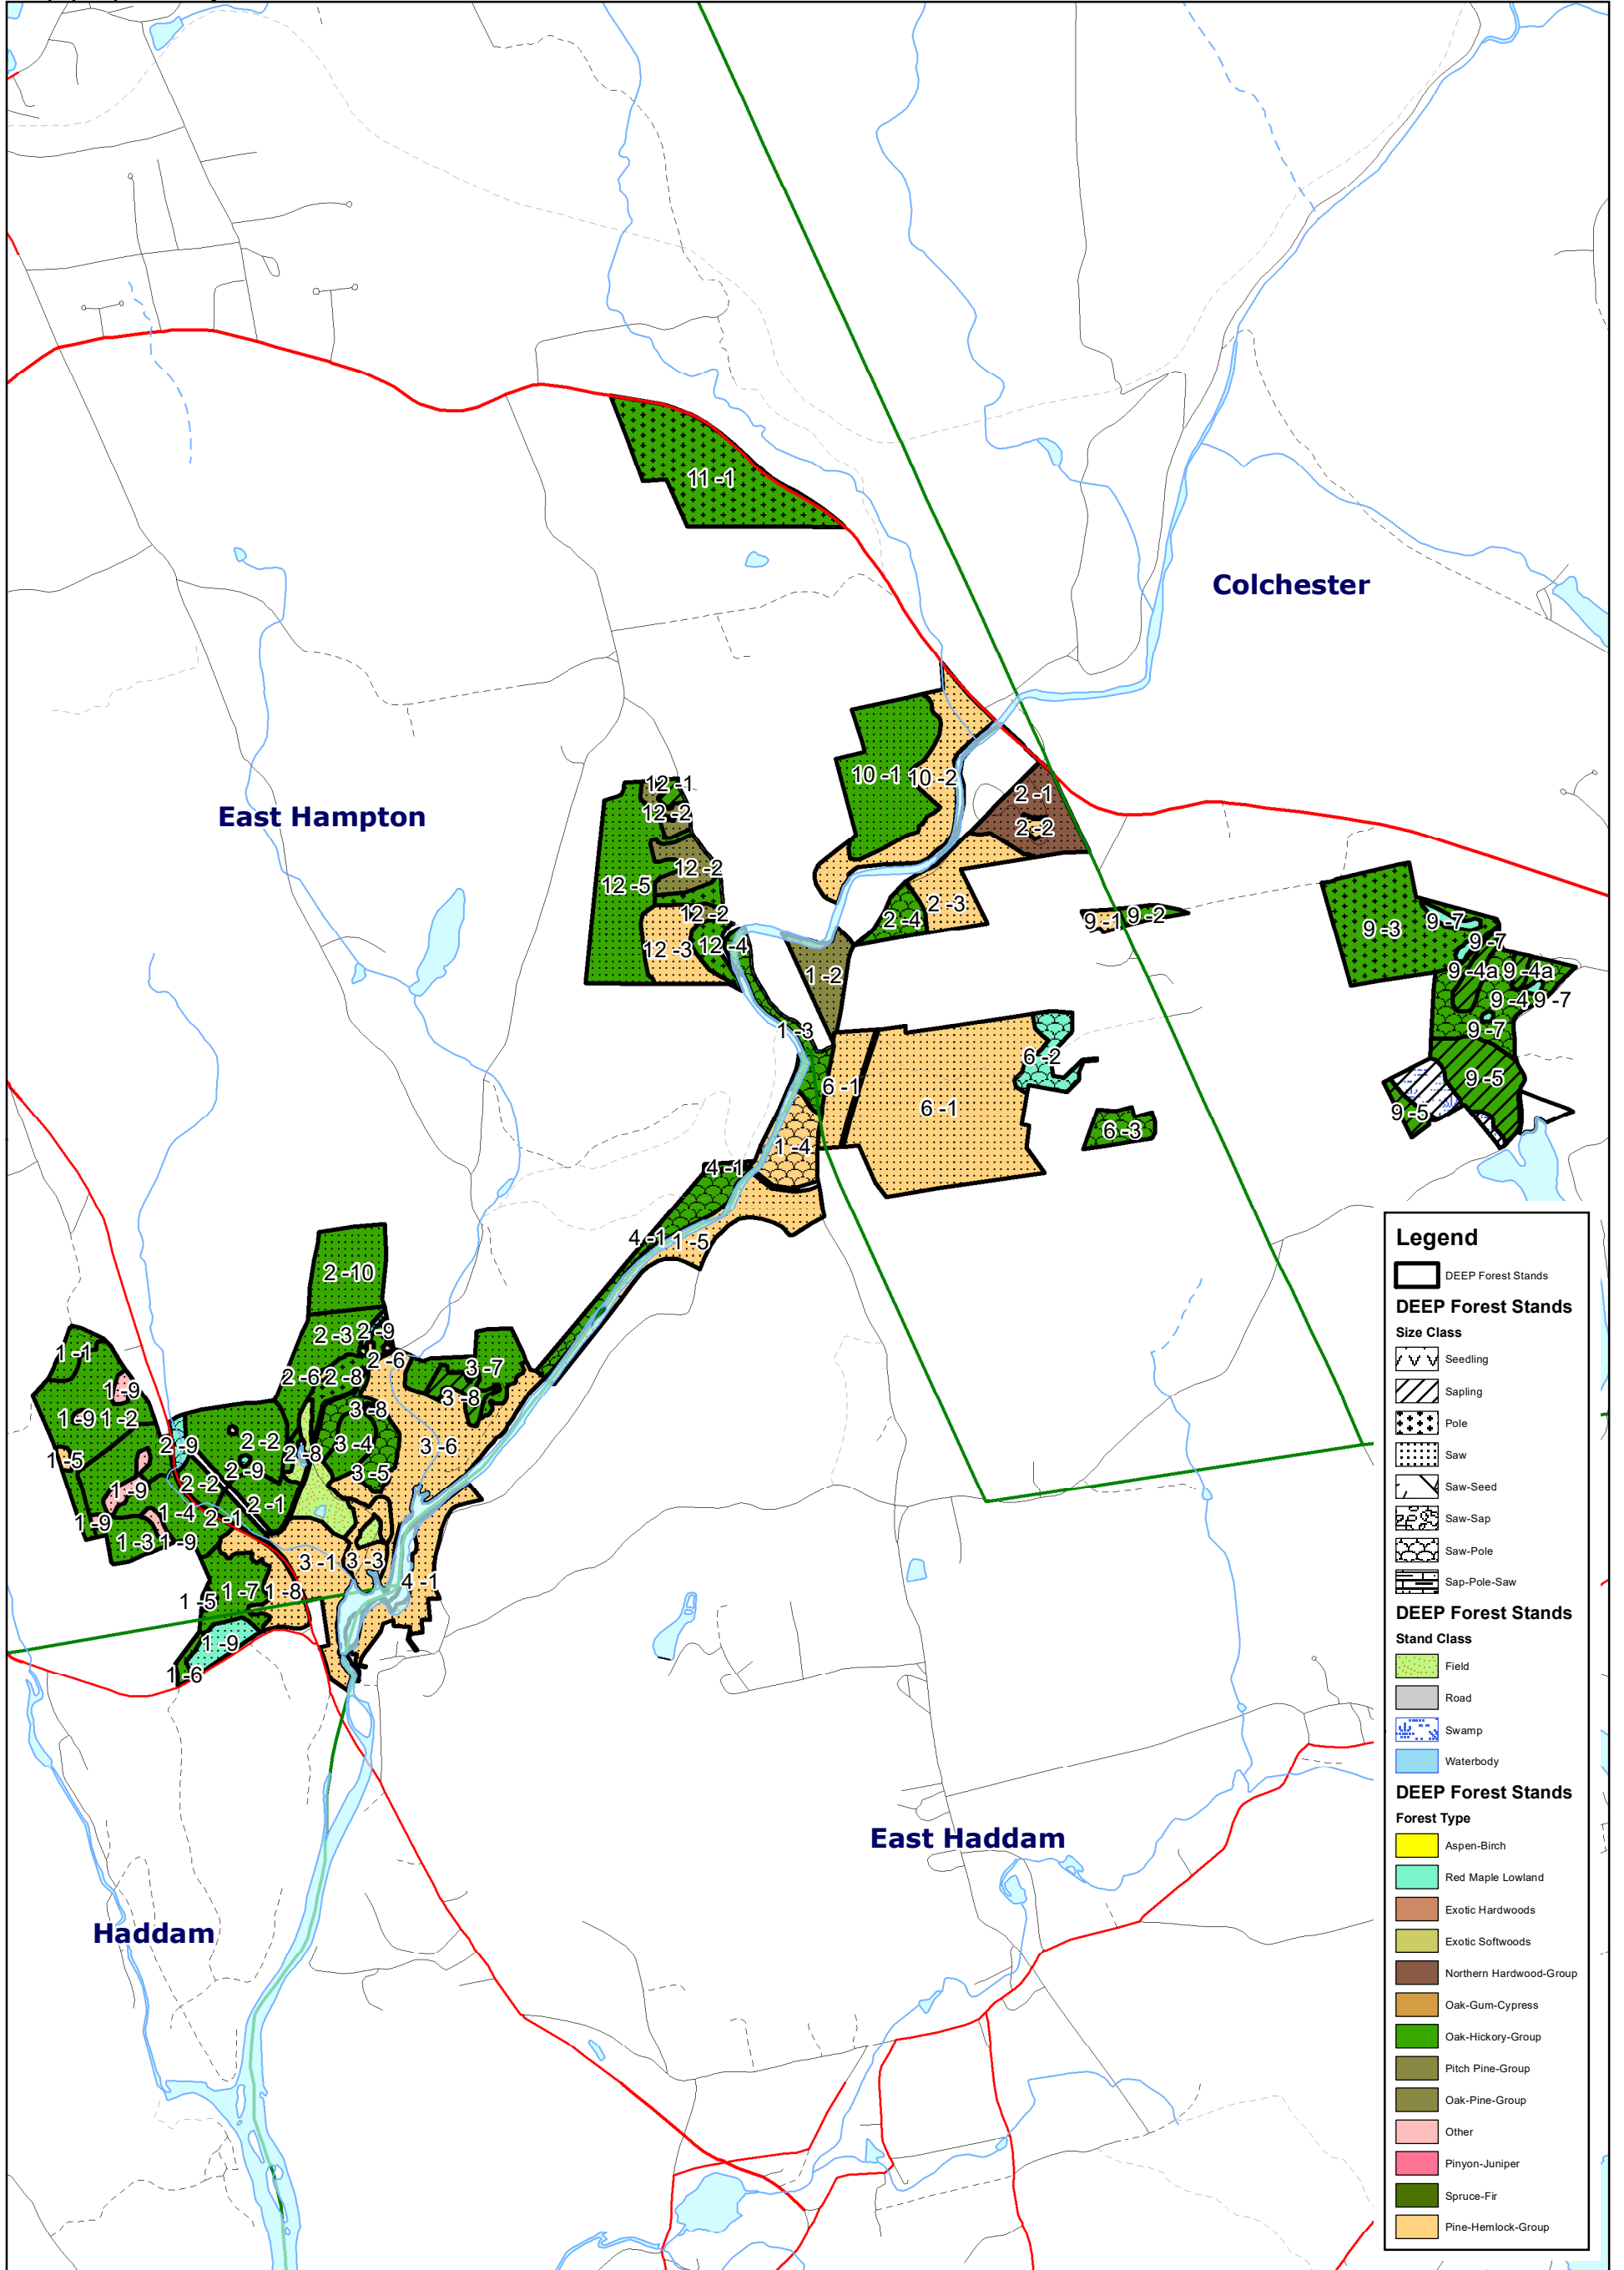 11 -1
Colchester
East Hampton
12 -1
12 -2
12 -2
12 -5
12 -2
12 -3
12 -4
10 -1
10 -2
2 -1
2 -2
2 -3
2 -4
1 -2
9 -1
9 -2
9 -3
9 -7
9 -7
9 -4a
9 -4a
9 -4
9 -7
9 -7
9 -5
9 -5
1 -3
6 -1
6 -1
6 -2
6 -3
1 -4
4 -1
4 -1
1 -5
2 -10
2 -3
2 -9
2 -6
2 -6
2 -8
3 -7
3 -8
3 -8
1 -1
1 -9
1 -9
1 -2
1 -5
2 -9
2 -2
2 -8
3 -4
3 -6
2 -9
3 -5
2 -2
1 -9
2 -1
1 -4
2 -1
1 -9
1 -3
1 -9
3 -1
3 -3
4 -1
1 -5
1 -7
1 -8
1 -9
1 -6
East Haddam
Haddam
Legend
DEEP Forest Stands
DEEP Forest Stands
Size Class
Seedling
Sapling
Pole
Saw
Saw-Seed
Saw-Sap
Saw-Pole
Sap-Pole-Saw
DEEP Forest Stands
Stand Class
Field
Road
Swamp
Waterbody
DEEP Forest Stands
Forest Type
Aspen-Birch
Red Maple Lowland
Exotic Hardwoods
Exotic Softwoods
Northern Hardwood-Group
Oak-Gum-Cypress
Oak-Hickory-Group
Pitch Pine-Group
Oak-Pine-Group
Other
Pinyon-Juniper
Spruce-Fir
Pine-Hemlock-Group